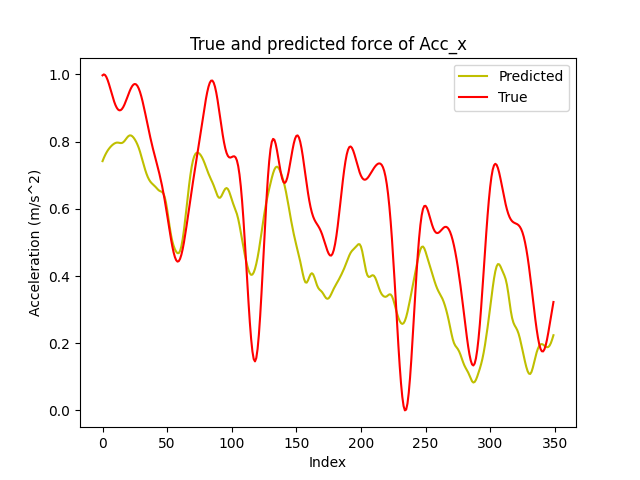 True and predicted force of Acc_x
Predicted
True
Acceleration (m/s^2)
1.0
0.8
0.6
0.4
0.2
0.0
0 50 100 150 200 250 300 350
Index